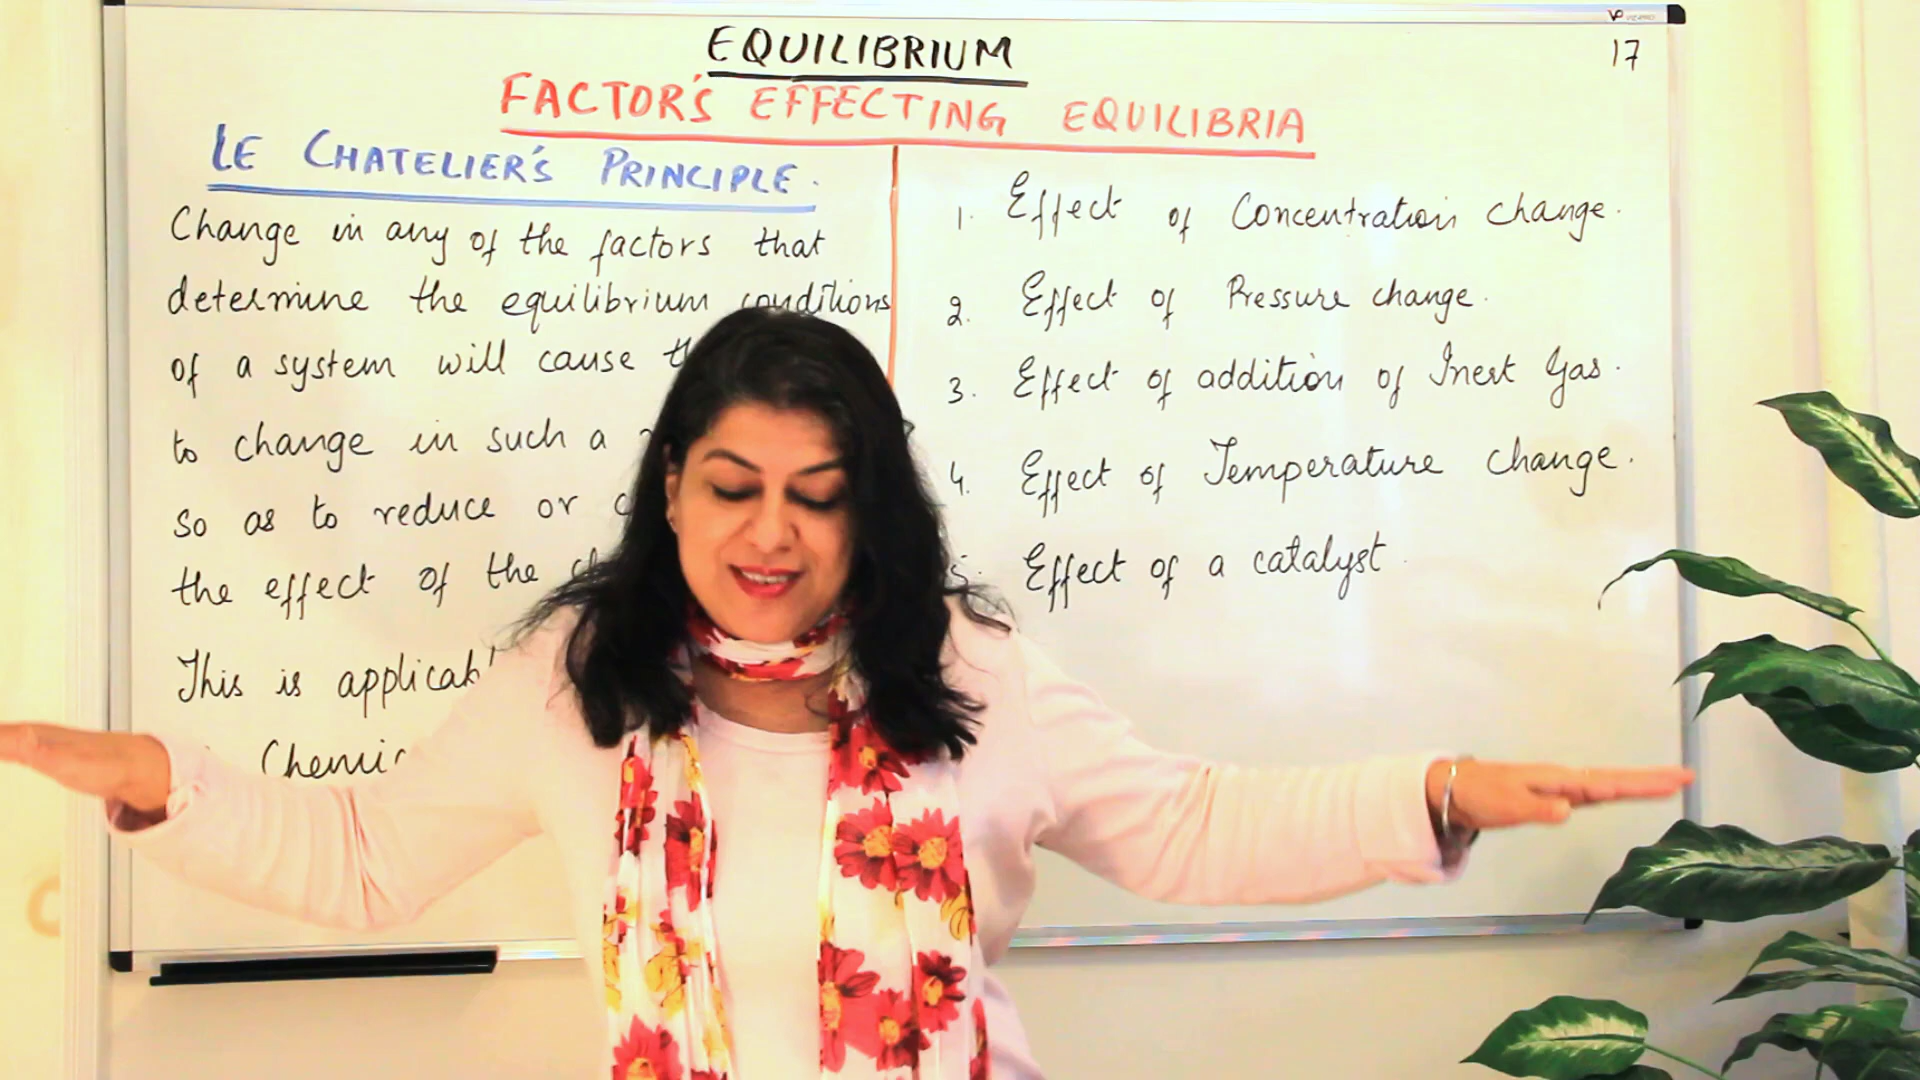 EQUILIBRIUM
17
FACTOR'S EFFECTING EQUILIBRIA
LE CHATELIER'S PRINCIPLE.
Change in any of the factors that
determine the equilibrium conditions
of a system will cause
to change in such a
so as to reduce or
the effect of the
This is
1. Effect of Concentration change.
2. Effect of Pressure change.
3. Effect of addition of Inert Gas.
4. Effect of Temperature change.
5. Effect of a catalyst.